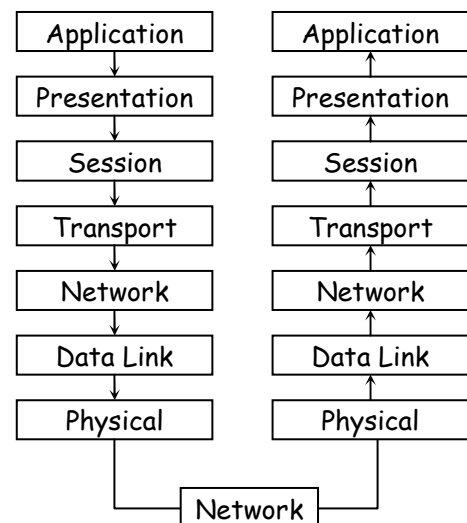 Application
Presentation
Session
Transport
Network
Data Link
Physical
Application
Presentation
Session
Transport
Network
Data Link
Physical
Network